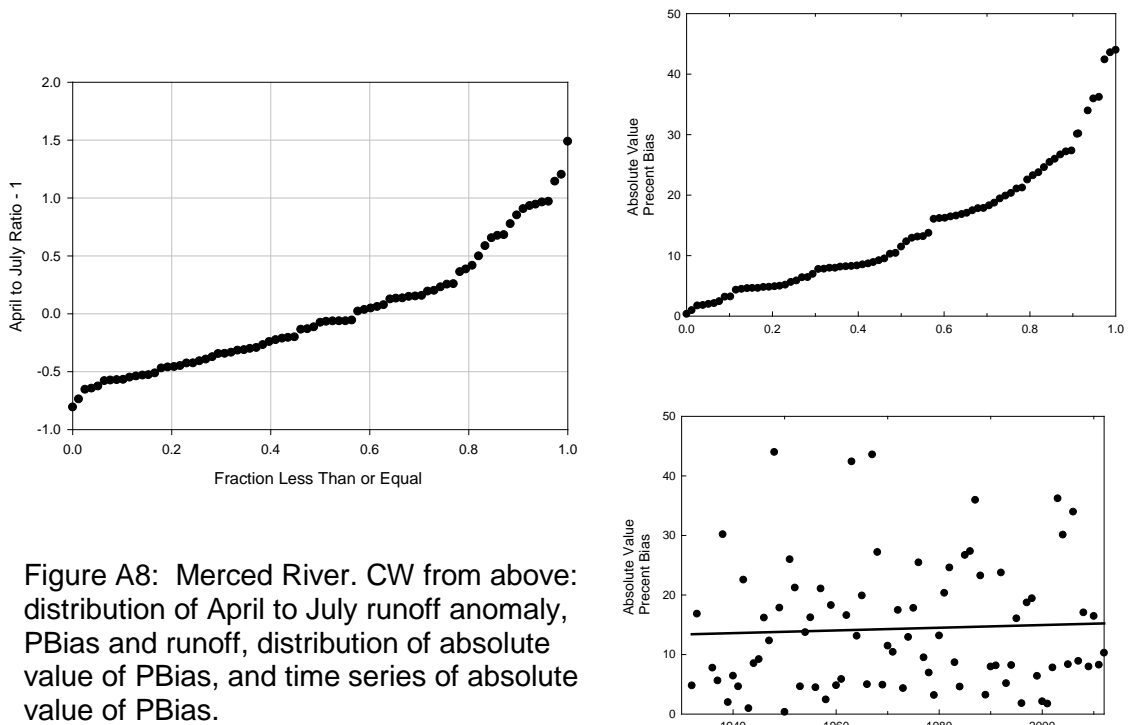 2.0
1.5
1.0
0.5
0.0
-0.5
-1.0
April to July Ratio - 1
0.0 0.2 0.4 0.6 0.8 1.0
Fraction Less Than or Equal
50
40
30
20
10
0
Absolute Value
Precent Bias
0.0 0.2 0.4 0.6 0.8 1.0
50
40
30
20
10
0
Absolute Value
Precent Bias
1940 1960 1980 2000
Figure A8: Merced River. CW from above:
distribution of April to July runoff anomaly,
PBias and runoff, distribution of absolute
value of PBias, and time series of absolute
value of PBias.